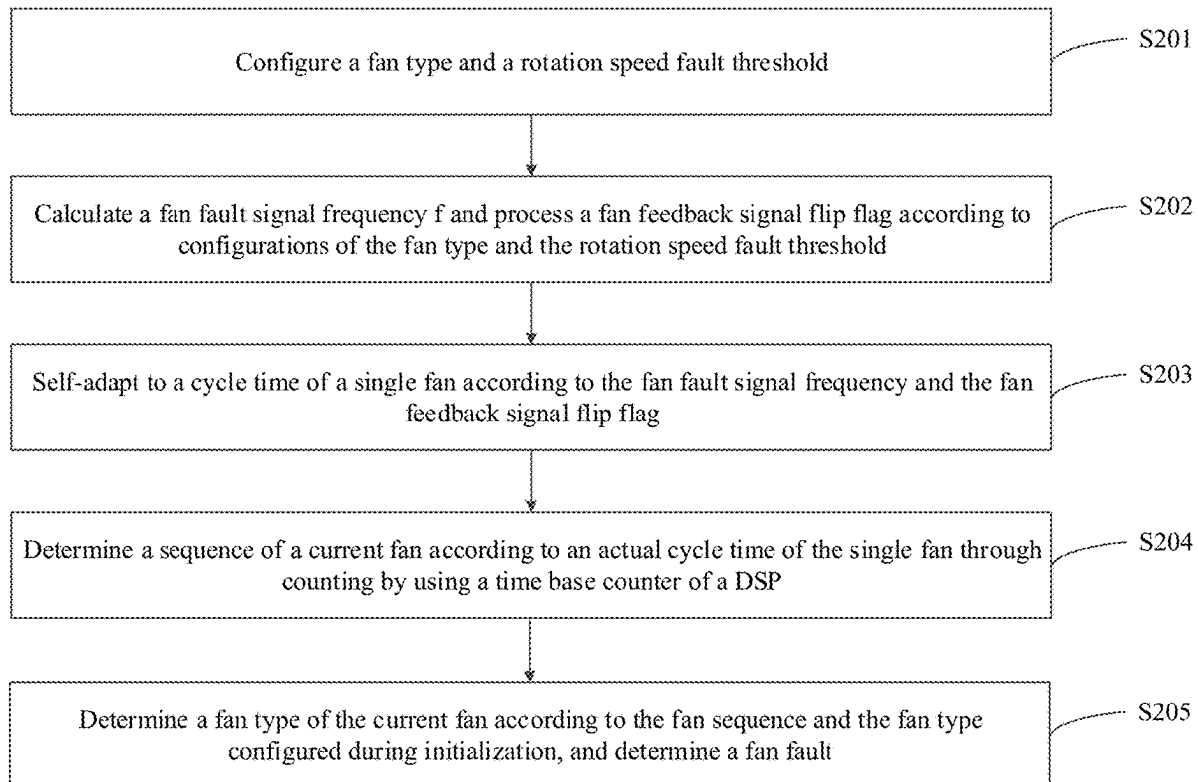 Configure a fan type and a rotation speed fault threshold
S201
Calculate a fan fault signal frequency f and process a fan feedback signal flip flag according to
configurations of the fan type and the rotation speed fault threshold
S202
Self-adapt to a cycle time of a single fan according to the fan fault signal frequency and the fan
feedback signal flip flag
S203
Determine a sequence of a current fan according to an actual cycle time of the single fan through
counting by using a time base counter of a DSP
S204
Determine a fan type of the current fan according to the fan sequence and the fan type
configured during initialization, and determine a fan fault
S205